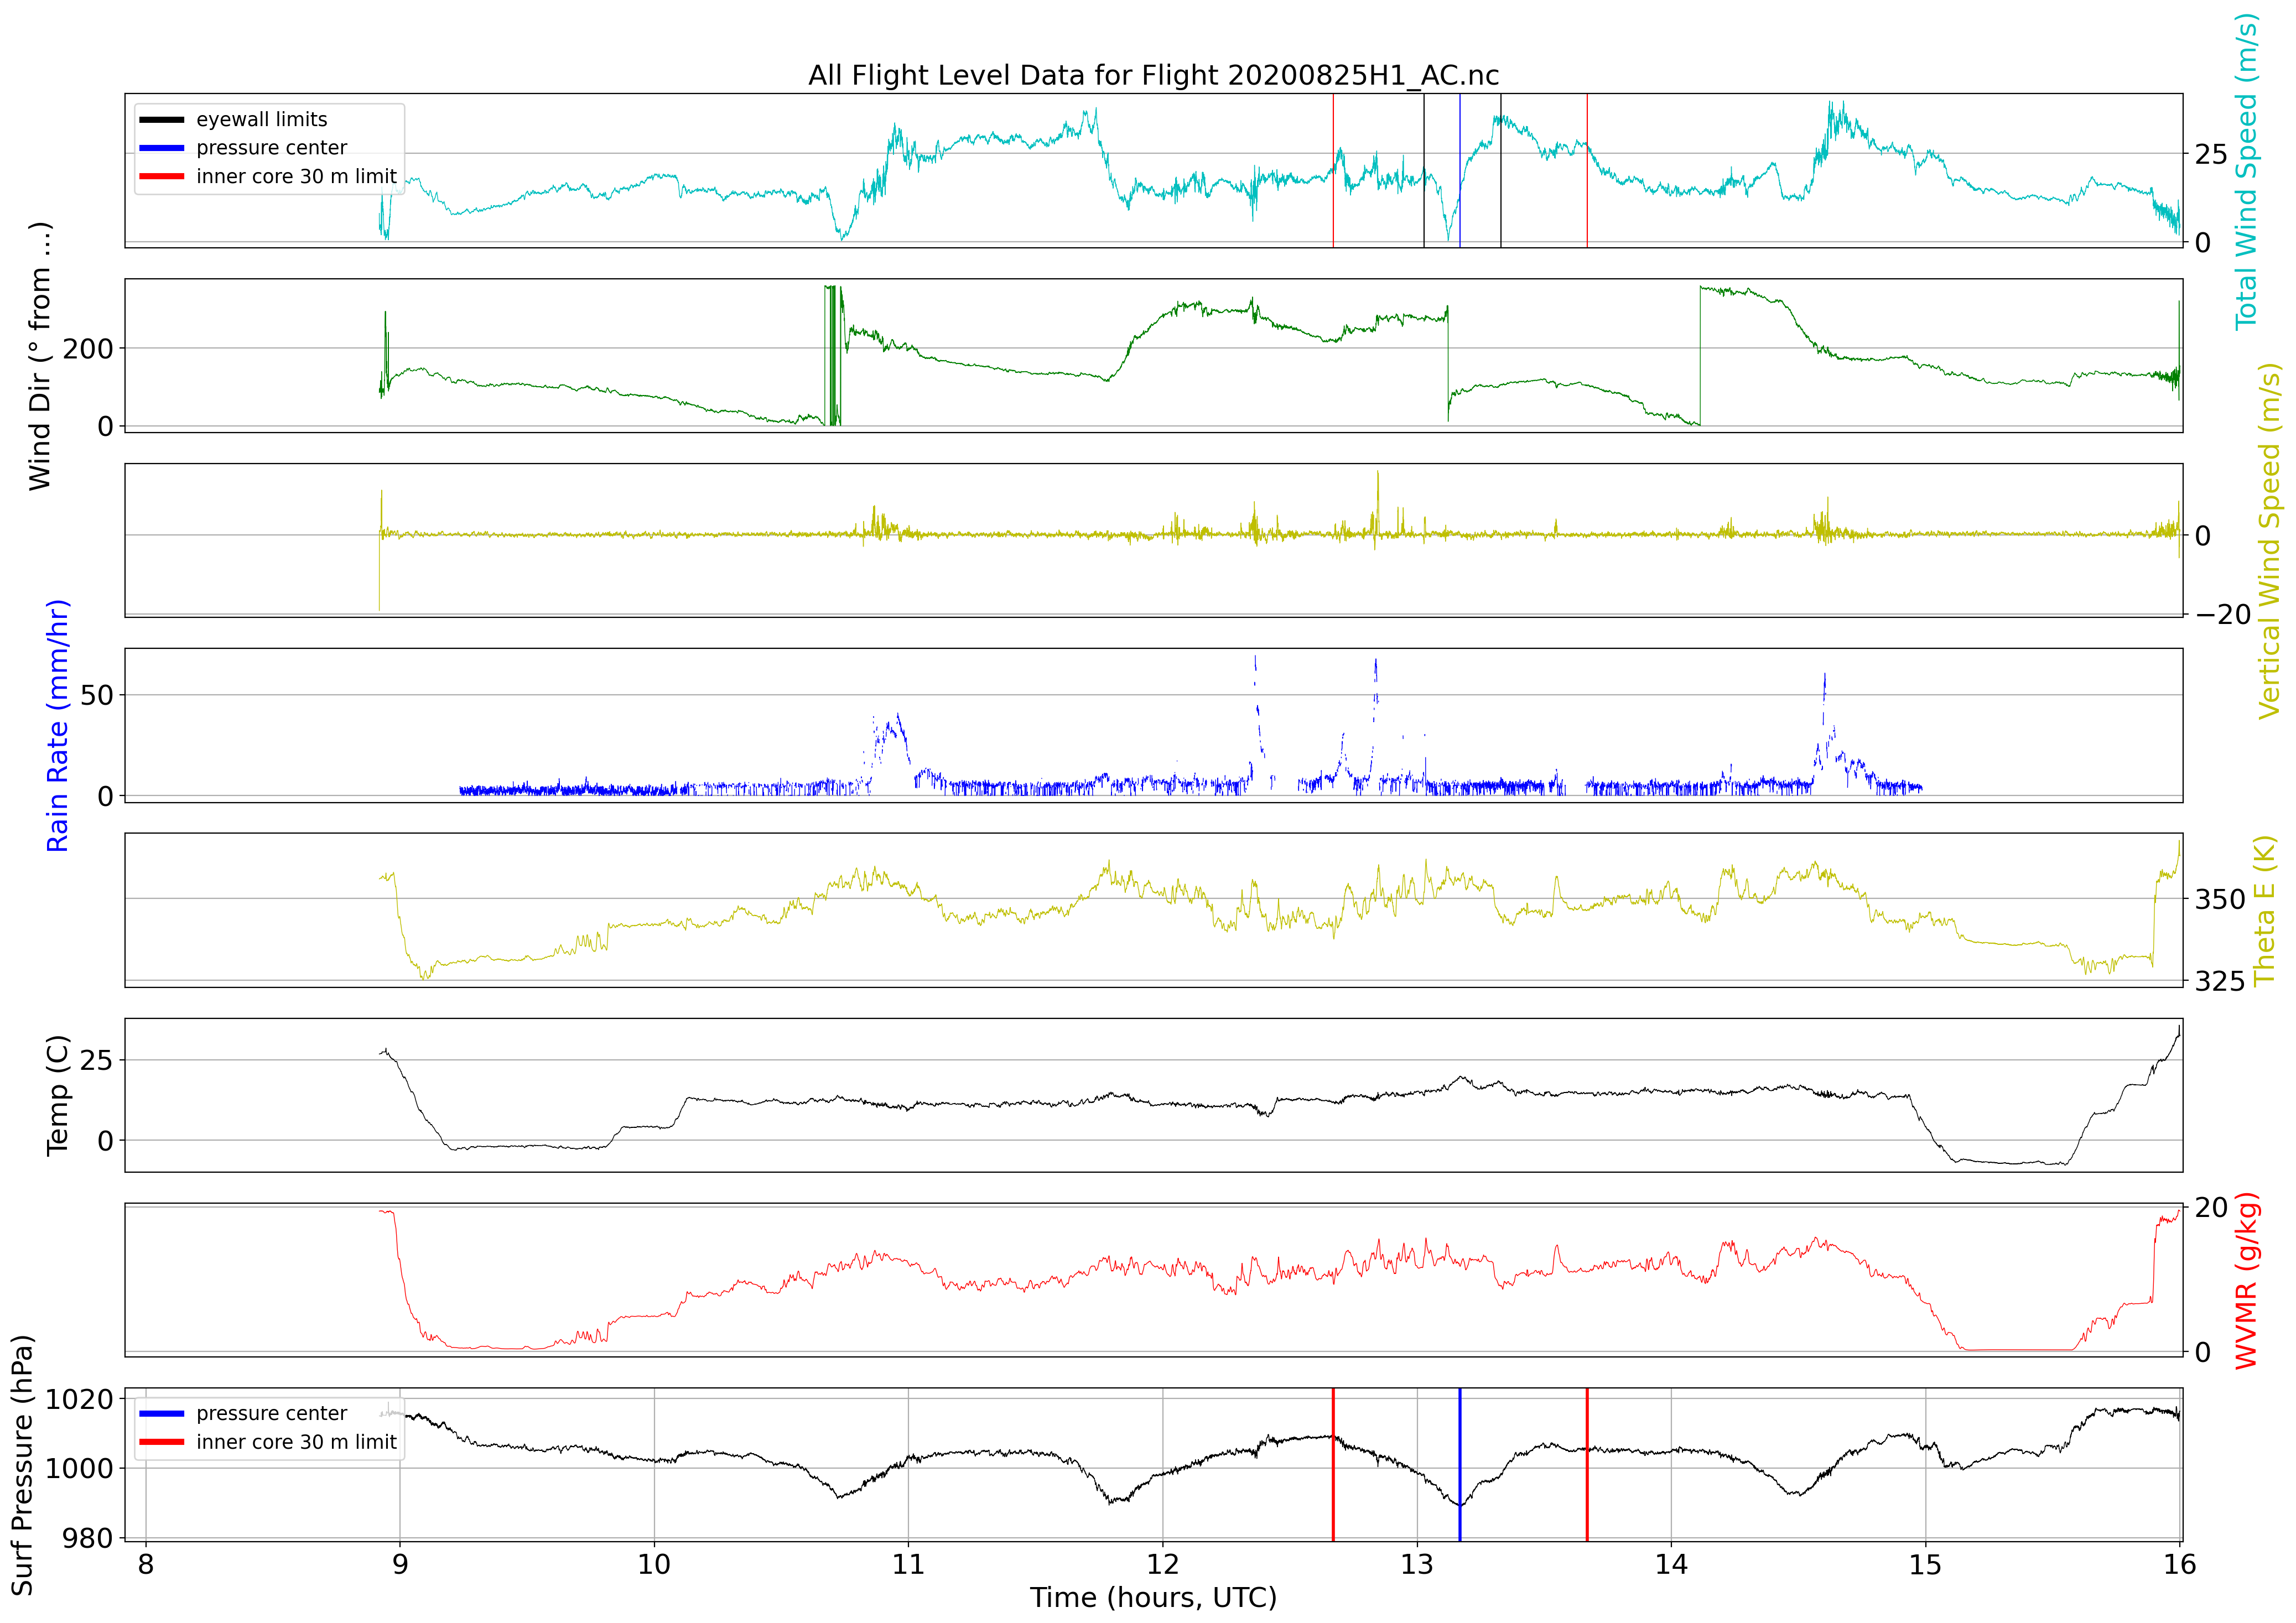 All Flight Level Data for Flight 20200825H1_AC.nc
eyewall limits
pressure center
inner core 30 m limit
25
0
Total Wind Speed (m/s)
Wind Dir (° from ...)
200
0
0
−20
Vertical Wind Speed (m/s)
Rain Rate (mm/hr)
50
0
350
325
Theta E (K)
Temp (C)
25
0
20
0
WVMR (g/kg)
Surf Pressure (hPa)
1020
1000
980
pressure center
inner core 30 m limit
8 9 10 11 12 13 14 15 16
Time (hours, UTC)